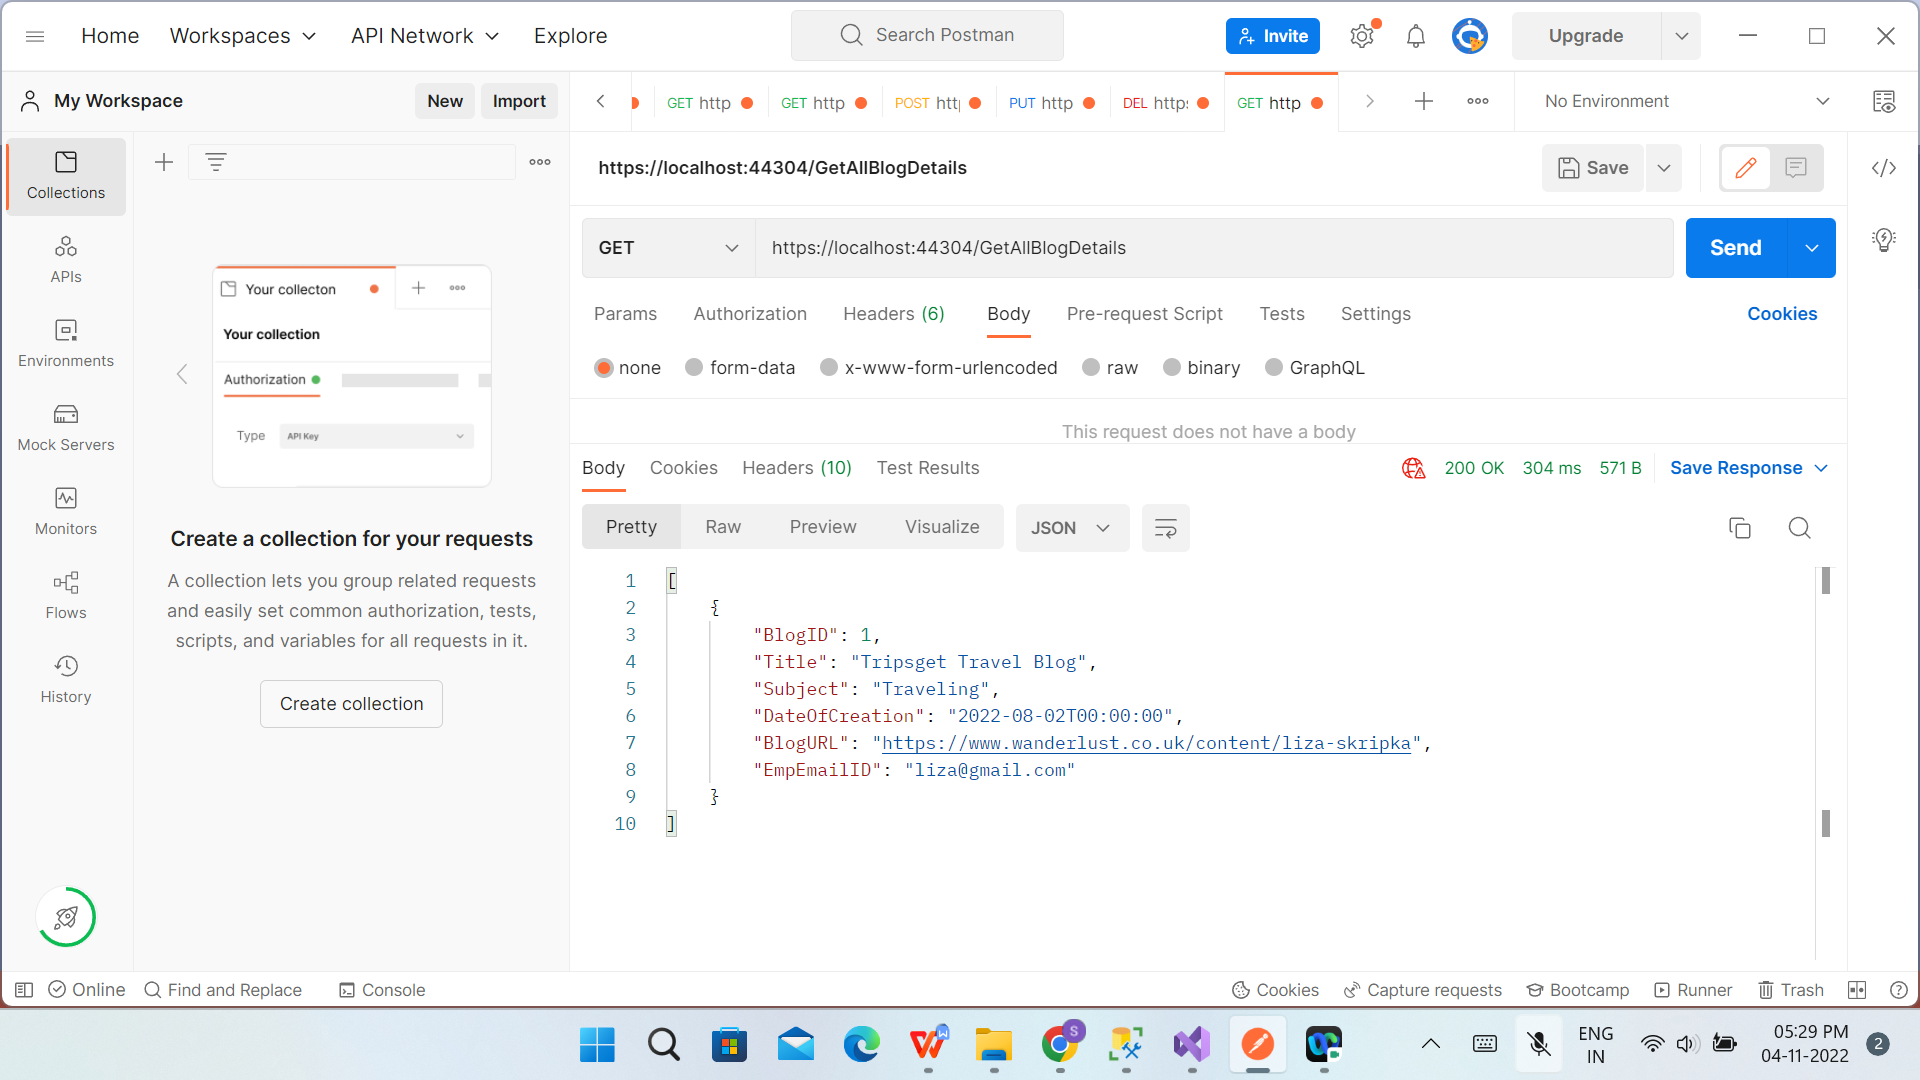 Home Workspaces API Network Explore Search Postman Invite Upgrade
My Workspace New Import GET http GET http POST htt PUT http DEL http GET http No Environment
https://localhost:44304/GetAllBlogDetails Save
Collections
APIs
Environments
Mock Servers
Monitors
Flows
History
Your collecton
Your collection
Authorization
Type API Key
Create a collection for your requests
A collection lets you group related requests
and easily set common authorization, tests,
scripts, and variables for all requests in it.
Create collection
GET https://localhost:44304/GetAllBlogDetails Send
Params Authorization Headers (6) Body Pre-request Script Tests Settings Cookies
none form-data x-www-form-urlencoded raw binary GraphQL
This request does not have a body
Body Cookies Headers (10) Test Results 200 OK 304 ms 571 B Save Response
Pretty Raw Preview Visualize JSON
1 [
2 {
3 "BlogID": 1,
4 "Title": "Tripsget Travel Blog",
5 "Subject": "Traveling",
6 "DateOfCreation": "2022-08-02T00:00:00",
7 "BlogURL": "https://www.wanderlust.co.uk/content/liza-skripka",
8 "EmpEmailID": "liza@gmail.com"
9 }
10 ]
Online Find and Replace Console Cookies Capture requests Bootcamp Runner Trash
S
ENG
IN
05:29 PM
04-11-2022
2